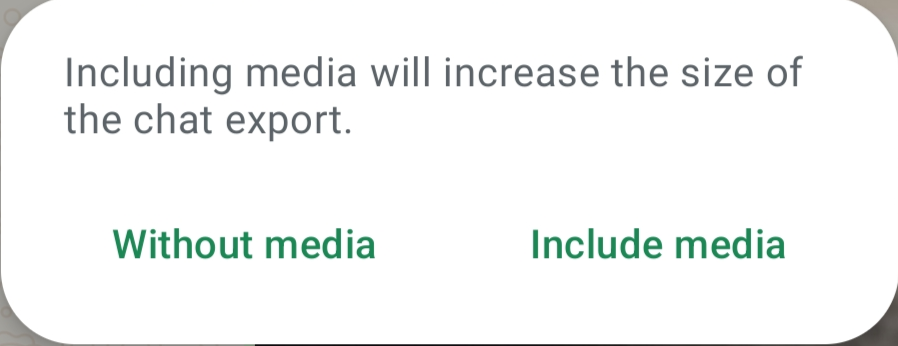 Including media will increase the size of
the chat export.
Without media
Include media